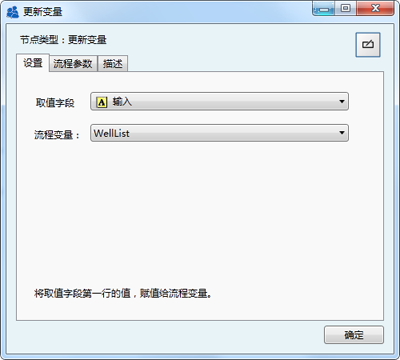 更新变量
节点类型：更新变量
设置 流程参数 描述
取值字段 A 输入
流程变量： WellList
将取值字段第一行的值，赋值给流程变量。
确定